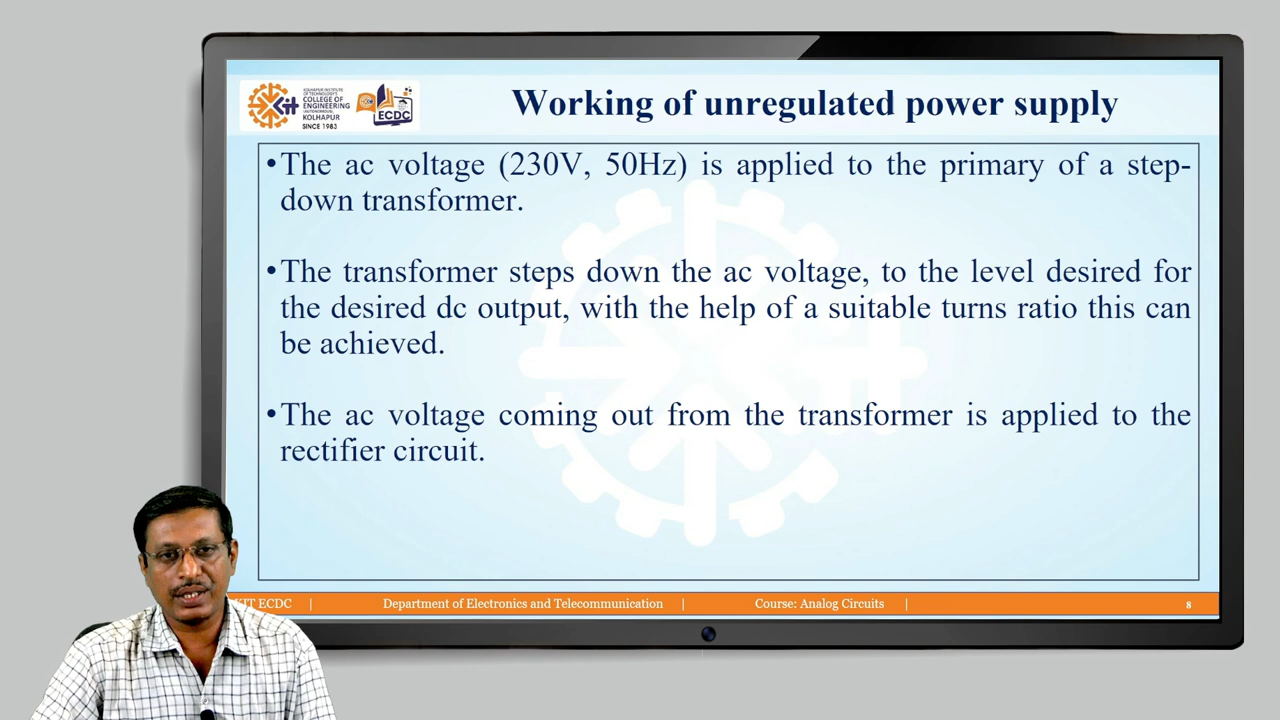 KOLHAPUR INSTITUTE
OF TECHNOLOGY'S
COLLEGE OF
ENGINEERING
(AUTONOMOUS),
KOLHAPUR
SINCE 1983
Kit
ECDC
Working of unregulated power supply
•The ac voltage (230V, 50Hz) is applied to the primary of a step-
down transformer.
•The transformer steps down the ac voltage, to the level desired for
the desired dc output, with the help of a suitable turns ratio this can
be achieved.
•The ac voltage coming out from the transformer is applied to the
rectifier circuit.
KIT ECDC | Department of Electronics and Telecommunication | Course: Analog Circuits | 8